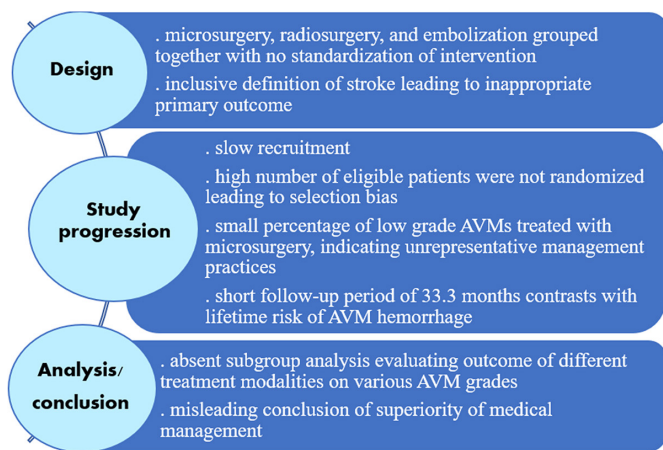 Design
. microsurgery, radiosurgery, and embolization grouped
together with no standardization of intervention
. inclusive definition of stroke leading to inappropriate
primary outcome
Study
progression
. slow recruitment
. high number of eligible patients were not randomized
leading to selection bias
. small percentage of low grade AVMs treated with
microsurgery, indicating unrepresentative management
practices
. short follow-up period of 33.3 months contrasts with
lifetime risk of AVM hemorrhage
Analysis/
conclusion
. absent subgroup analysis evaluating outcome of different
treatment modalities on various AVM grades
. misleading conclusion of superiority of medical
management